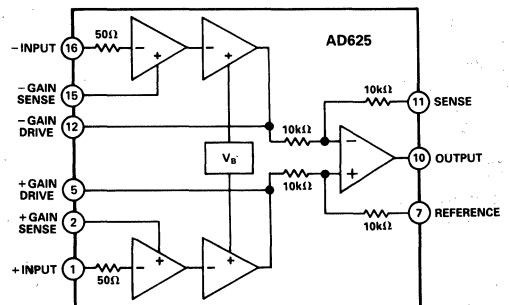 AD625
50Ω
− INPUT 16 − + − +
− GAIN
SENSE 15
− GAIN
DRIVE 12
10kΩ 11 SENSE
10kΩ
VB
− + 10 OUTPUT
+ GAIN
DRIVE 5
10kΩ
+ GAIN
SENSE 2
10kΩ 7 REFERENCE
+ INPUT 1 − + − +
50Ω